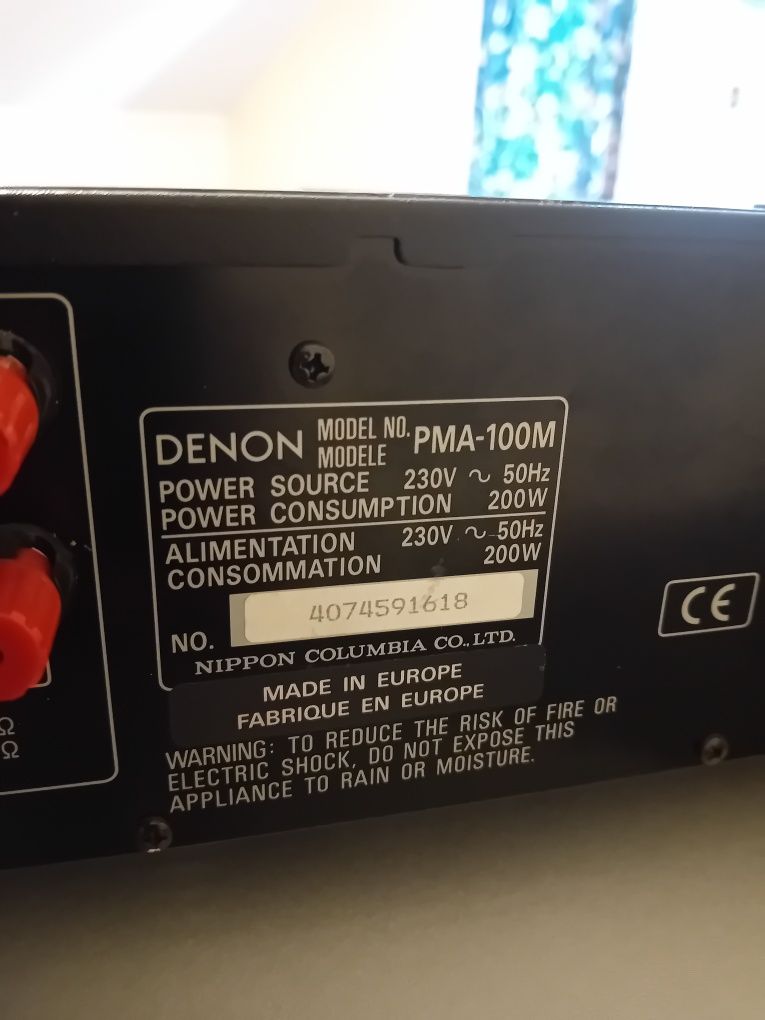 DENON MODEL NO. PMA-100M
MODELE
POWER SOURCE 230V ~ 50Hz
POWER CONSUMPTION 200W
ALIMENTATION 230V ~ 50Hz
CONSOMMATION 200W
NO. 4074591618
NIPPON COLUMBIA CO., LTD.
MADE IN EUROPE
FABRIQUE EN EUROPE
WARNING: TO REDUCE THE RISK OF FIRE OR
ELECTRIC SHOCK, DO NOT EXPOSE THIS
APPLIANCE TO RAIN OR MOISTURE.
CE
Ω
Ω